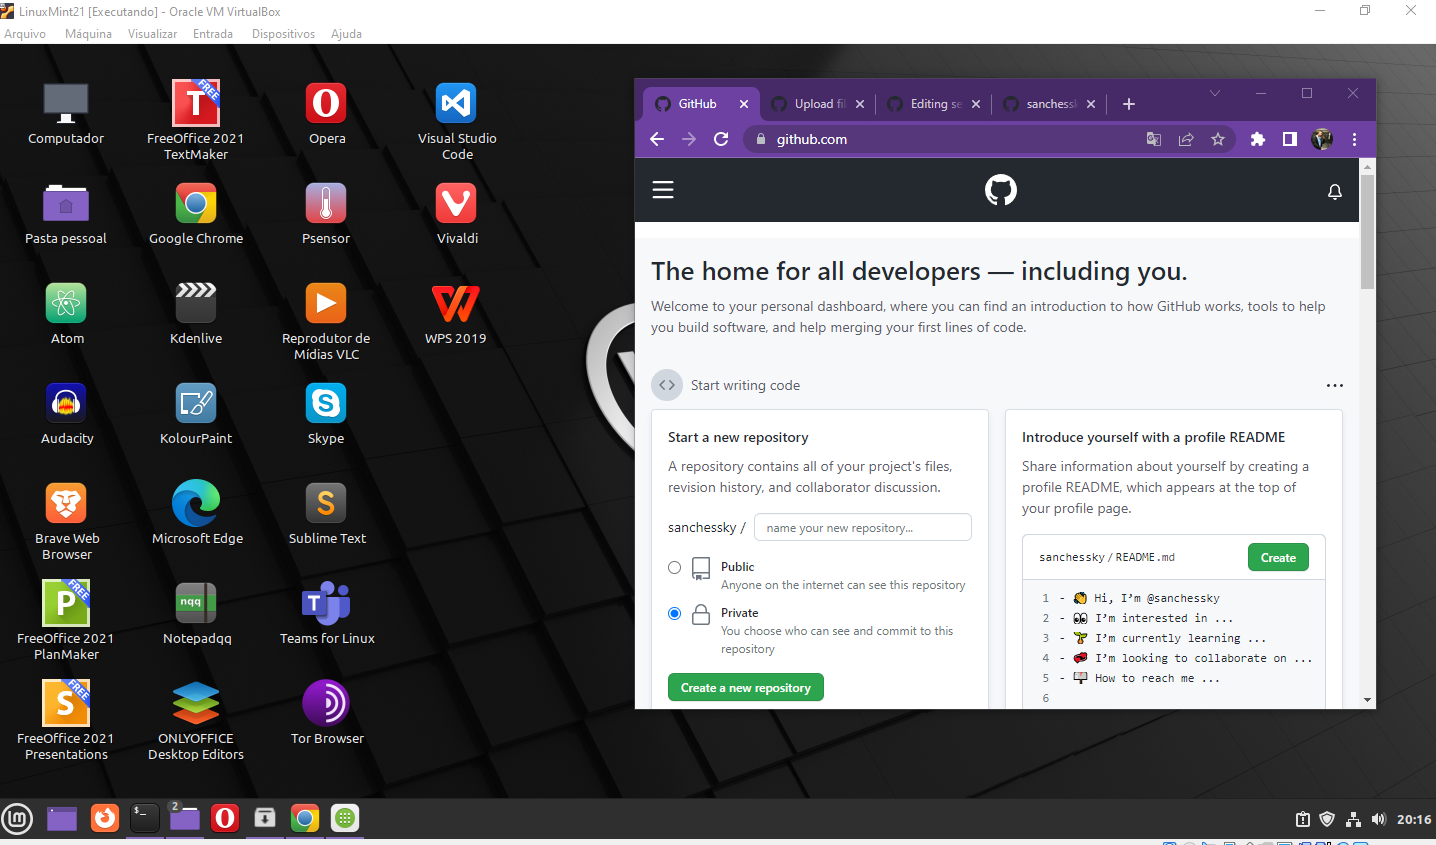 LinuxMint21 [Executando] - Oracle VM VirtualBox
Arquivo Máquina Visualizar Entrada Dispositivos Ajuda
Computador
FreeOffice 2021
TextMaker
Opera
Visual Studio
Code
Pasta pessoal
Google Chrome
Psensor
Vivaldi
Atom
Kdenlive
Reprodutor de
Mídias VLC
WPS 2019
Audacity
KolourPaint
Skype
Brave Web
Browser
Microsoft Edge
Sublime Text
FreeOffice 2021
PlanMaker
Notepadqq
Teams for Linux
FreeOffice 2021
Presentations
ONLYOFFICE
Desktop Editors
Tor Browser
FREE
T
FREE
P
FREE
S
nqq
T
GitHub
Upload fil
Editing se
sanchessk
github.com
The home for all developers — including you.
Welcome to your personal dashboard, where you can find an introduction to how GitHub works, tools to help
you build software, and help merging your first lines of code.
Start writing code
Start a new repository
A repository contains all of your project's files,
revision history, and collaborator discussion.
sanchessky / name your new repository...
Public
Anyone on the internet can see this repository
Private
You choose who can see and commit to this
repository
Create a new repository
Introduce yourself with a profile README
Share information about yourself by creating a
profile README, which appears at the top of
your profile page.
sanchessky/README.md Create
1 - 👋 Hi, I’m @sanchessky
2 - 👀 I’m interested in ...
3 - 🌱 I’m currently learning ...
4 - 💞️ I’m looking to collaborate on ...
5 - 📫 How to reach me ...
6
$_
2
20:16